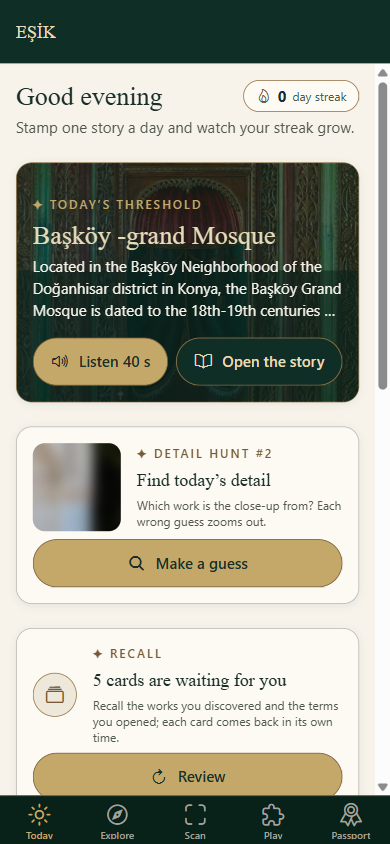 EŞİK
Good evening
0 day streak
Stamp one story a day and watch your streak grow.
✦ TODAY'S THRESHOLD
Başköy -grand Mosque
Located in the Başköy Neighborhood of the
Doğanhisar district in Konya, the Başköy Grand
Mosque is dated to the 18th-19th centuries ...
Listen 40 s
Open the story
✦ DETAIL HUNT #2
Find today's detail
Which work is the close-up from? Each
wrong guess zooms out.
Make a guess
✦ RECALL
5 cards are waiting for you
Recall the works you discovered and the terms
you opened; each card comes back in its own
time.
Review
Today
Explore
Scan
Play
Passport